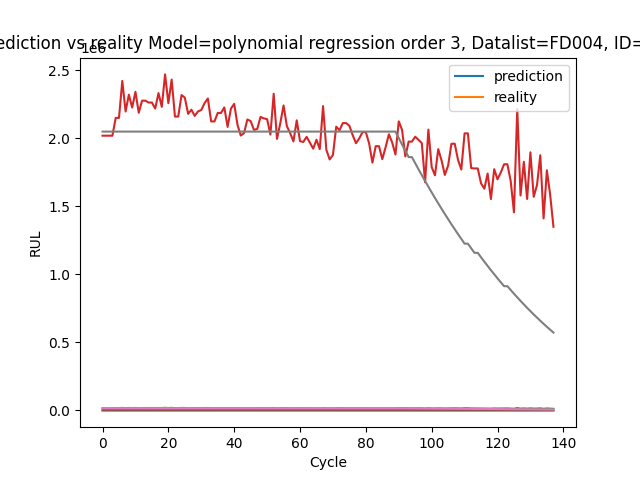 ediction vs reality Model=polynomial regression order 3, Datalist=FD004, ID=
1e6
prediction
reality
2.5
2.0
1.5
1.0
0.5
0.0
RUL
0 20 40 60 80 100 120 140
Cycle